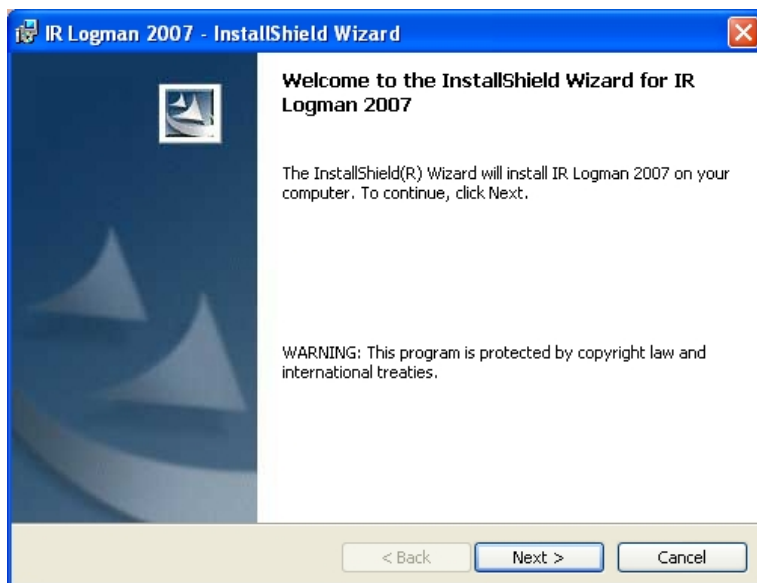 IR Logman 2007 - InstallShield Wizard
Welcome to the InstallShield Wizard for IR
Logman 2007
The InstallShield(R) Wizard will install IR Logman 2007 on your
computer. To continue, click Next.
WARNING: This program is protected by copyright law and
international treaties.
< Back
Next >
Cancel